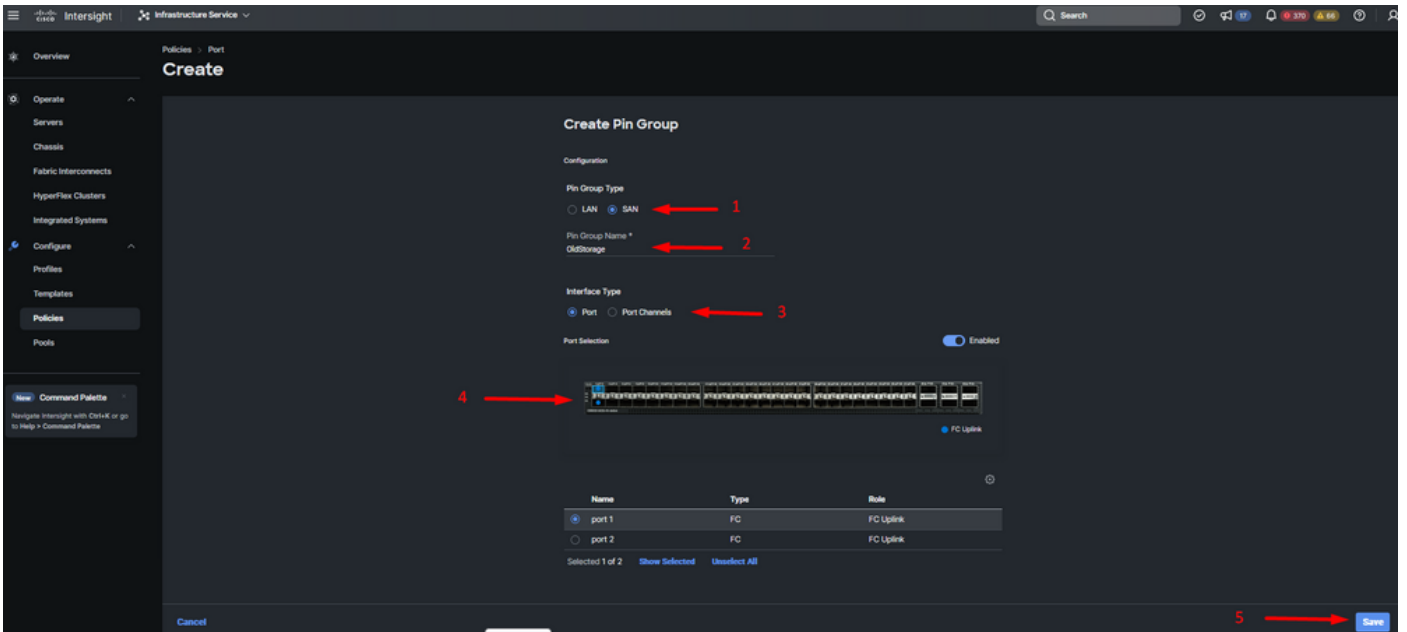 cisco Intersight Infrastructure Service Search 17 370 66
Overview
Operate
Servers
Chassis
Fabric Interconnects
HyperFlex Clusters
Integrated Systems
Configure
Profiles
Templates
Policies
Pools
New Command Palette
Navigate Intersight with Ctrl+K or go
to Help > Command Palette
Policies > Port
Create
Create Pin Group
Configuration
Pin Group Type
LAN SAN 1
Pin Group Name *
OldStorage 2
Interface Type
Port Port Channels 3
Port Selection Enabled
4
FC Uplink
Name Type Role
port 1 FC FC Uplink
port 2 FC FC Uplink
Selected 1 of 2 Show Selected Unselect All
Cancel 5 Save